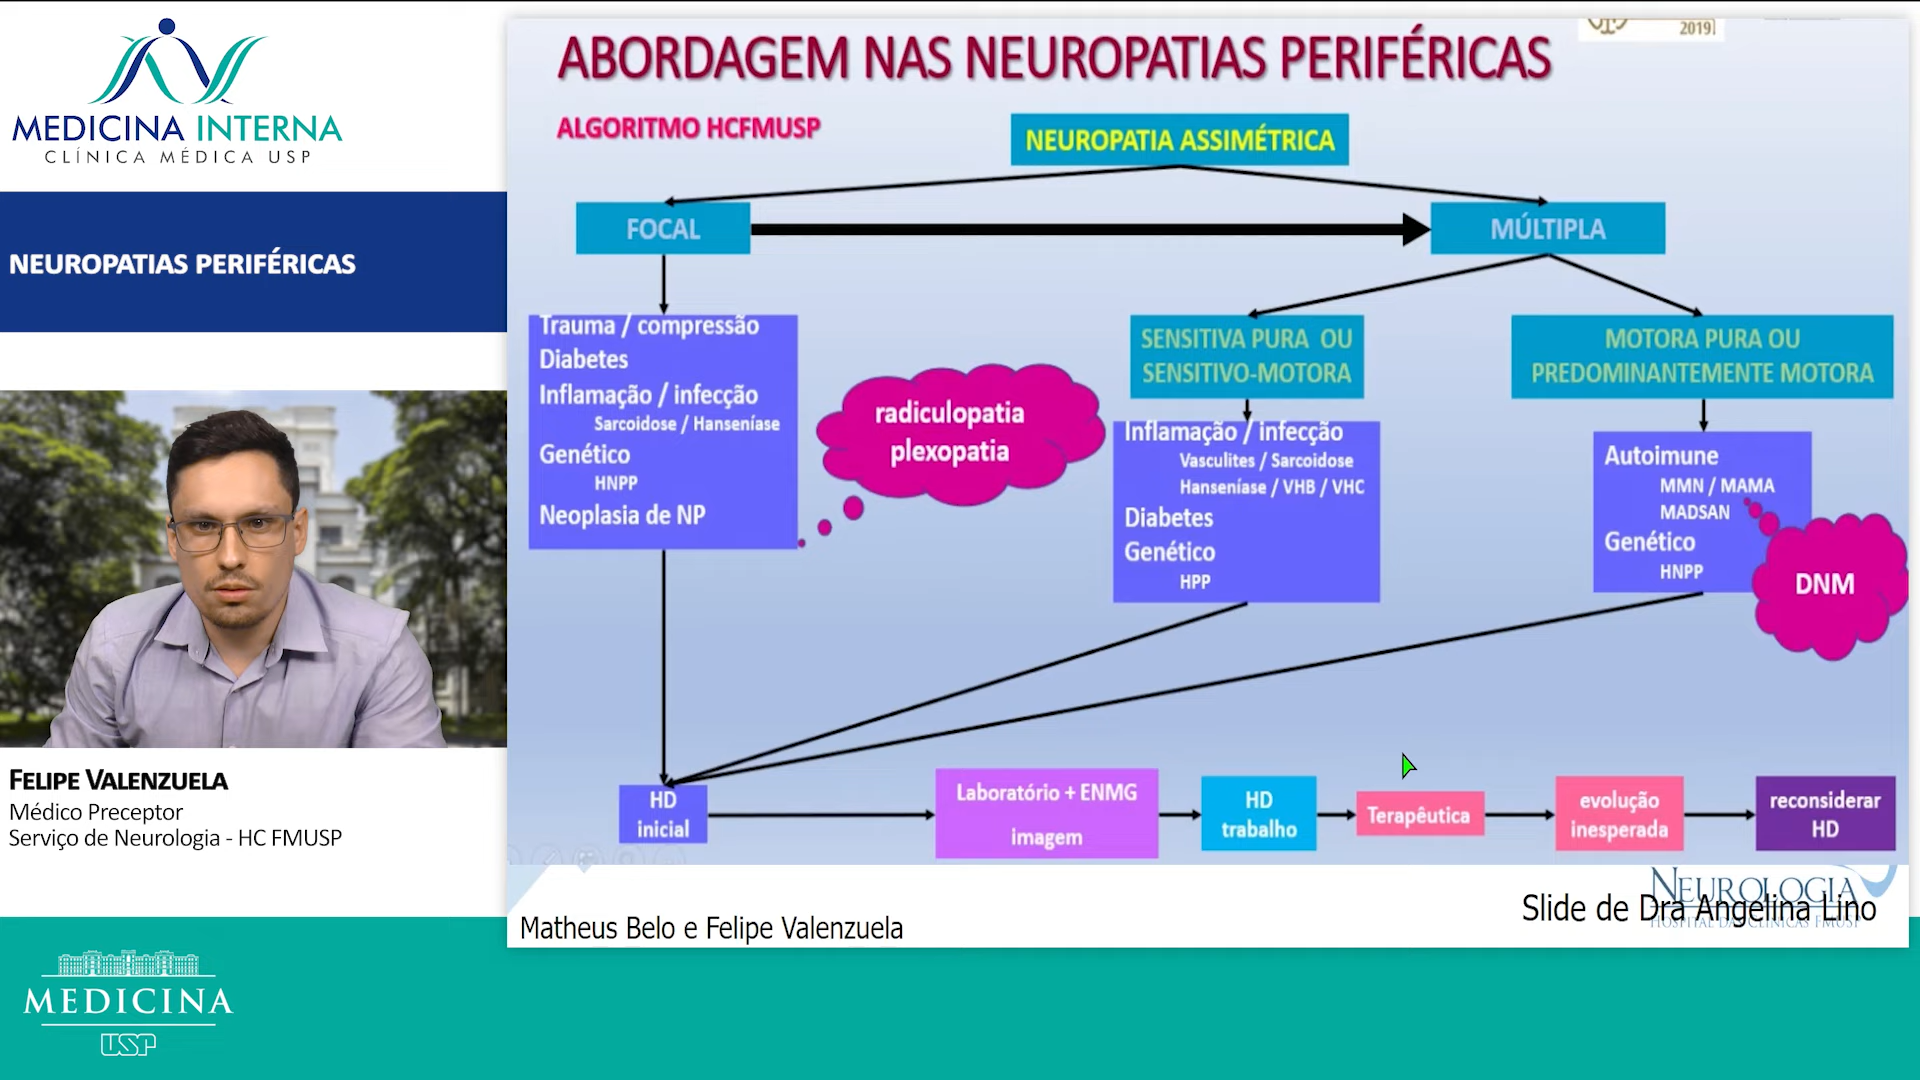 MEDICINA INTERNA
CLÍNICA MÉDICA USP
NEUROPATIAS PERIFÉRICAS
FELIPE VALENZUELA
Médico Preceptor
Serviço de Neurologia - HC FMUSP
MEDICINA
USP
2019
ABORDAGEM NAS NEUROPATIAS PERIFÉRICAS
ALGORITMO HCFMUSP
NEUROPATIA ASSIMÉTRICA
FOCAL
MÚLTIPLA
Trauma / compressão
Diabetes
Inflamação / infecção
Sarcoidose / Hanseníase
Genético
HNPP
Neoplasia de NP
radiculopatia
plexopatia
SENSITIVA PURA OU
SENSITIVO-MOTORA
Inflamação / infecção
Vasculites / Sarcoidose
Hanseníase / VHB / VHC
Diabetes
Genético
HPP
MOTORA PURA OU
PREDOMINANTEMENTE MOTORA
Autoimune
MMN / MAMA
MADSAN
Genético
HNPP
DNM
HD
inicial
Laboratório + ENMG
imagem
HD
trabalho
Terapêutica
evolução
inesperada
reconsiderar
HD
NEUROLOGIA
HOSPITAL DAS CLÍNICAS FMUSP
Slide de Dra Angelina Lino
Matheus Belo e Felipe Valenzuela